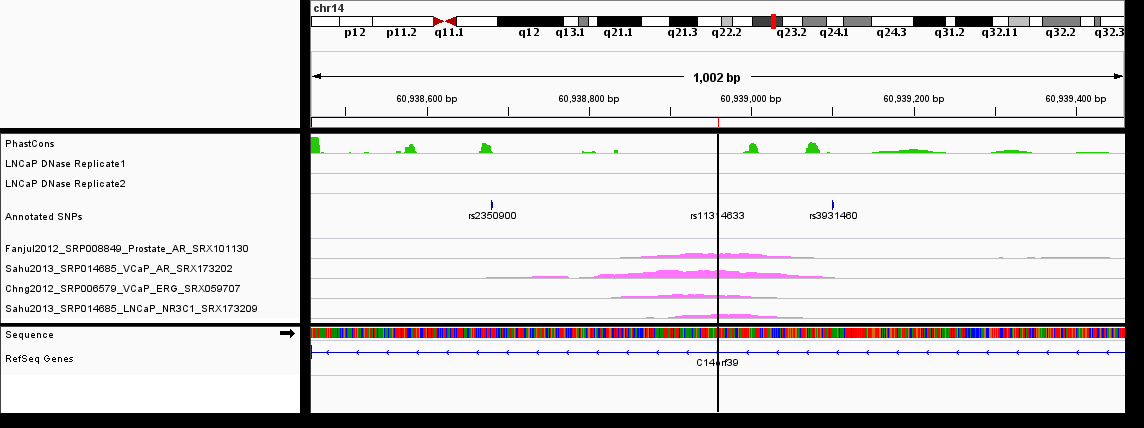 chr14
p12 p11.2 q11.1 q12 q13.1 q21.1 q21.3 q22.2 q23.2 q24.1 q24.3 q31.2 q32.11 q32.2 q32.3
1,002 bp
60,938,600 bp 60,938,800 bp 60,939,000 bp 60,939,200 bp 60,939,400 bp
PhastCons
LNCaP DNase Replicate1
LNCaP DNase Replicate2
Annotated SNPs
rs2350900 rs11314633 rs3931460
Fanjul2012_SRP008849_Prostate_AR_SRX101130
Sahu2013_SRP014685_VCaP_AR_SRX173202
Chng2012_SRP006579_VCaP_ERG_SRX059707
Sahu2013_SRP014685_LNCaP_NR3C1_SRX173209
Sequence
RefSeq Genes
C14orf39